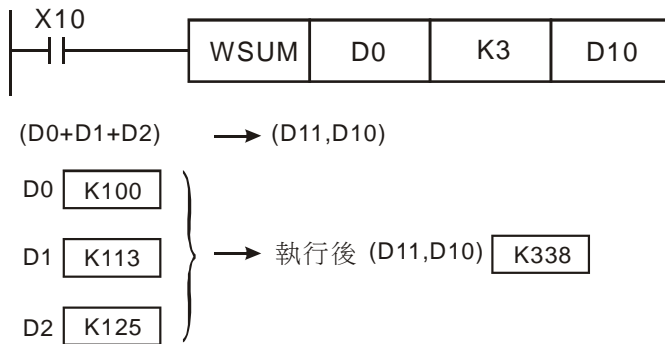 X10
WSUM D0 K3 D10
(D0+D1+D2) → (D11,D10)
D0 K100
D1 K113 → 執行後 (D11,D10) K338
D2 K125